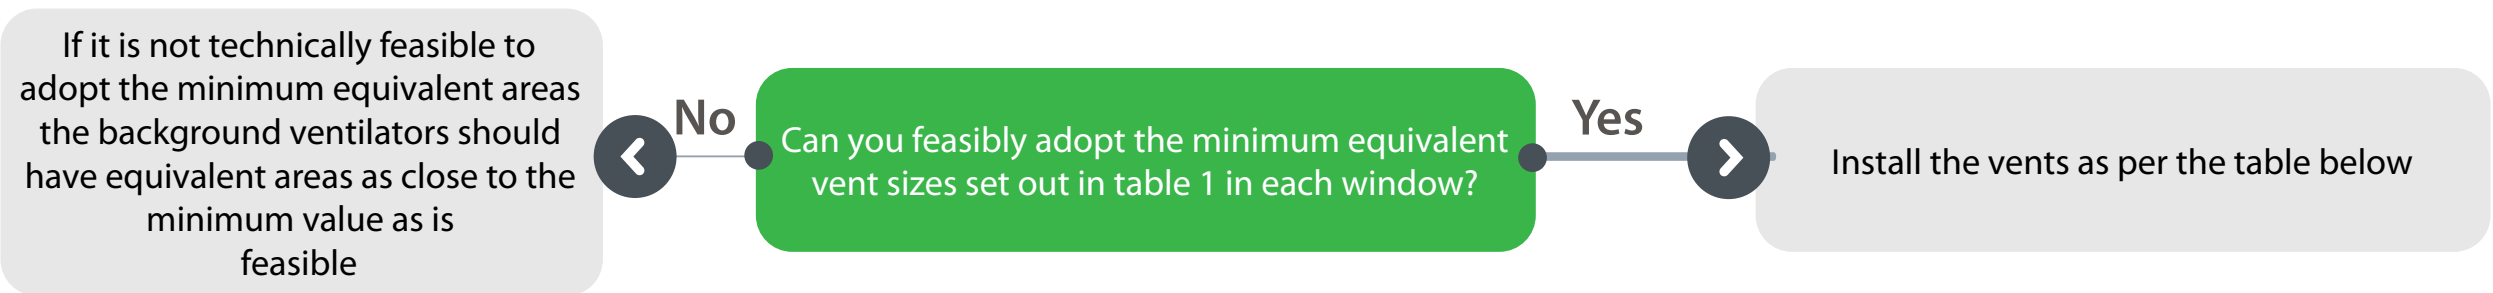 If it is not technically feasible to
adopt the minimum equivalent areas
the background ventilators should
have equivalent areas as close to the
minimum value as is
feasible
No
Can you feasibly adopt the minimum equivalent
vent sizes set out in table 1 in each window?
Yes
Install the vents as per the table below